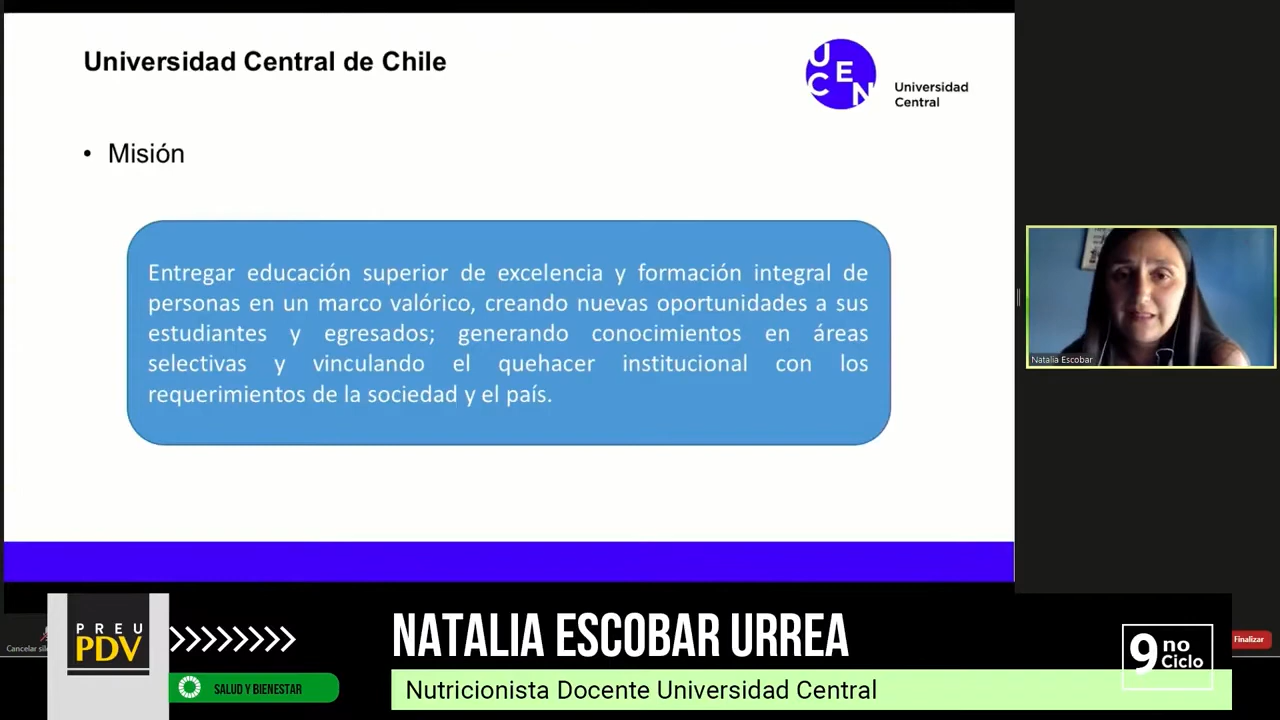 Universidad Central de Chile
U
E
C
N
Universidad
Central
• Misión
Entregar educación superior de excelencia y formación integral de
personas en un marco valórico, creando nuevas oportunidades a sus
estudiantes y egresados; generando conocimientos en áreas
selectivas y vinculando el quehacer institucional con los
requerimientos de la sociedad y el país.
Natalia Escobar
Cancelar
PREU
PDV
SALUD Y BIENESTAR
NATALIA ESCOBAR URREA
Nutricionista Docente Universidad Central
9 no
Ciclo
Finalizar